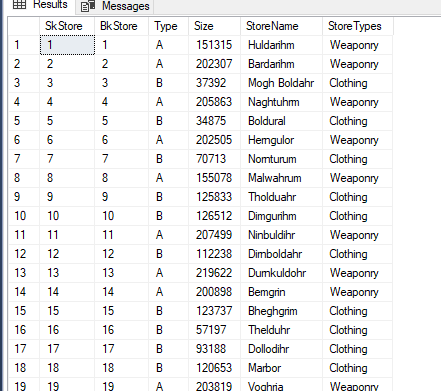 Results Messages
SkStore BkStore Type Size StoreName StoreTypes
1 1 1 A 151315 Huldarihm Weaponry
2 2 2 A 202307 Bardarihm Weaponry
3 3 3 B 37392 Mogh Boldahr Clothing
4 4 4 A 205863 Naghtuhrm Weaponry
5 5 5 B 34875 Boldural Clothing
6 6 6 A 202505 Herngulor Weaponry
7 7 7 B 70713 Nornturum Clothing
8 8 8 A 155078 Malwahrum Weaponry
9 9 9 B 125833 Tholduahr Clothing
10 10 10 B 126512 Dimgurihm Clothing
11 11 11 A 207499 Ninbuldihr Weaponry
12 12 12 B 112238 Dimboldahr Clothing
13 13 13 A 219622 Dumkuldohr Weaponry
14 14 14 A 200898 Bemgrin Weaponry
15 15 15 B 123737 Bheghgrim Clothing
16 16 16 B 57197 Thelduhr Clothing
17 17 17 B 93188 Dollodihr Clothing
18 18 18 B 120653 Marbor Clothing
19 19 19 A 203819 Voghria Weaponry